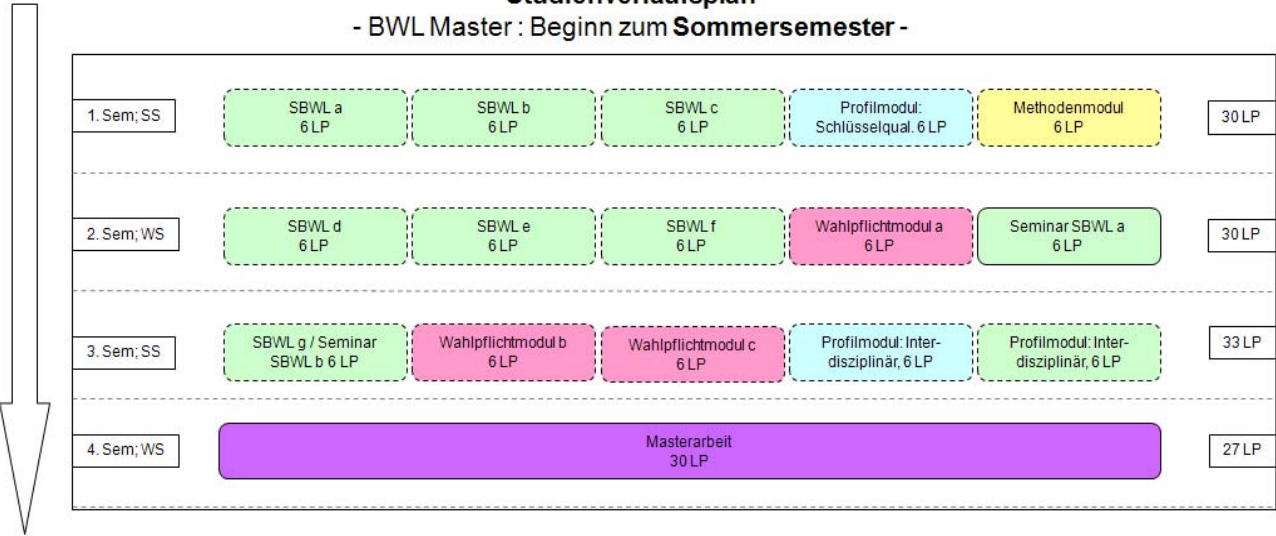 - BWL Master : Beginn zum Sommersemester -
1. Sem; SS
SBWL a
6 LP
SBWL b
6 LP
SBWL c
6 LP
Profilmodul:
Schlüsselqual. 6 LP
Methodenmodul
6 LP
30 LP
2. Sem; WS
SBWL d
6 LP
SBWL e
6 LP
SBWL f
6 LP
Wahlpflichtmodul a
6 LP
Seminar SBWL a
6 LP
30 LP
3. Sem; SS
SBWL g / Seminar
SBWL b 6 LP
Wahlpflichtmodul b
6 LP
Wahlpflichtmodul c
6 LP
Profilmodul: Inter-
disziplinär, 6 LP
Profilmodul: Inter-
disziplinär, 6 LP
33 LP
4. Sem; WS
Masterarbeit
30 LP
27 LP